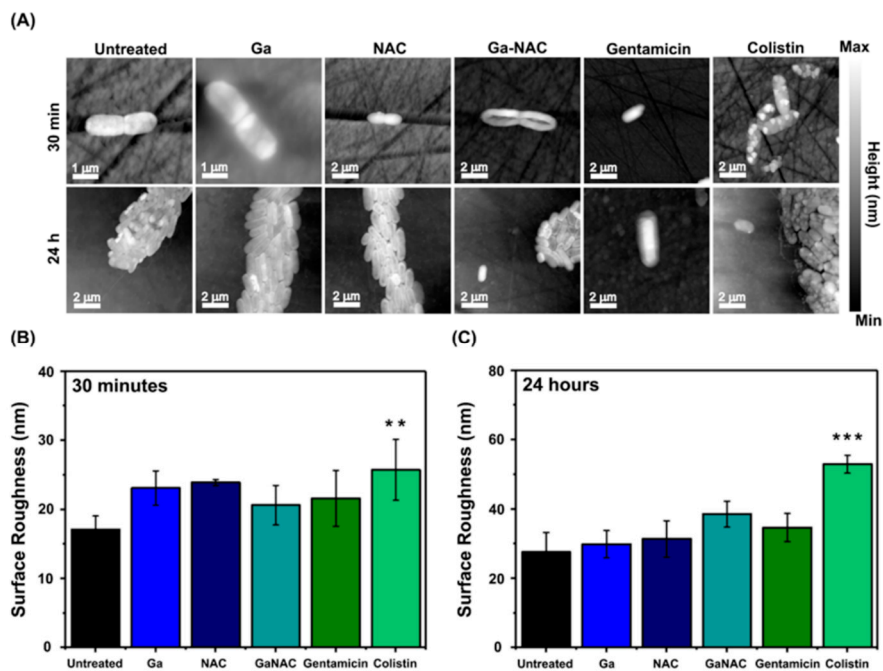 (A)
Untreated Ga NAC Ga-NAC Gentamicin Colistin Max
30 min
1 μm 1 μm 2 μm 2 μm 2 μm 2 μm
Height (nm)
24 h
2 μm 2 μm 2 μm 2 μm 2 μm 2 μm
Min
(B)
40
30 minutes
30
20
10
0
Surface Roughness (nm)
**
Untreated Ga NAC GaNAC Gentamicin Colistin
(C)
80
24 hours
60
40
20
0
Surface Roughness (nm)
***
Untreated Ga NAC GaNAC Gentamicin Colistin